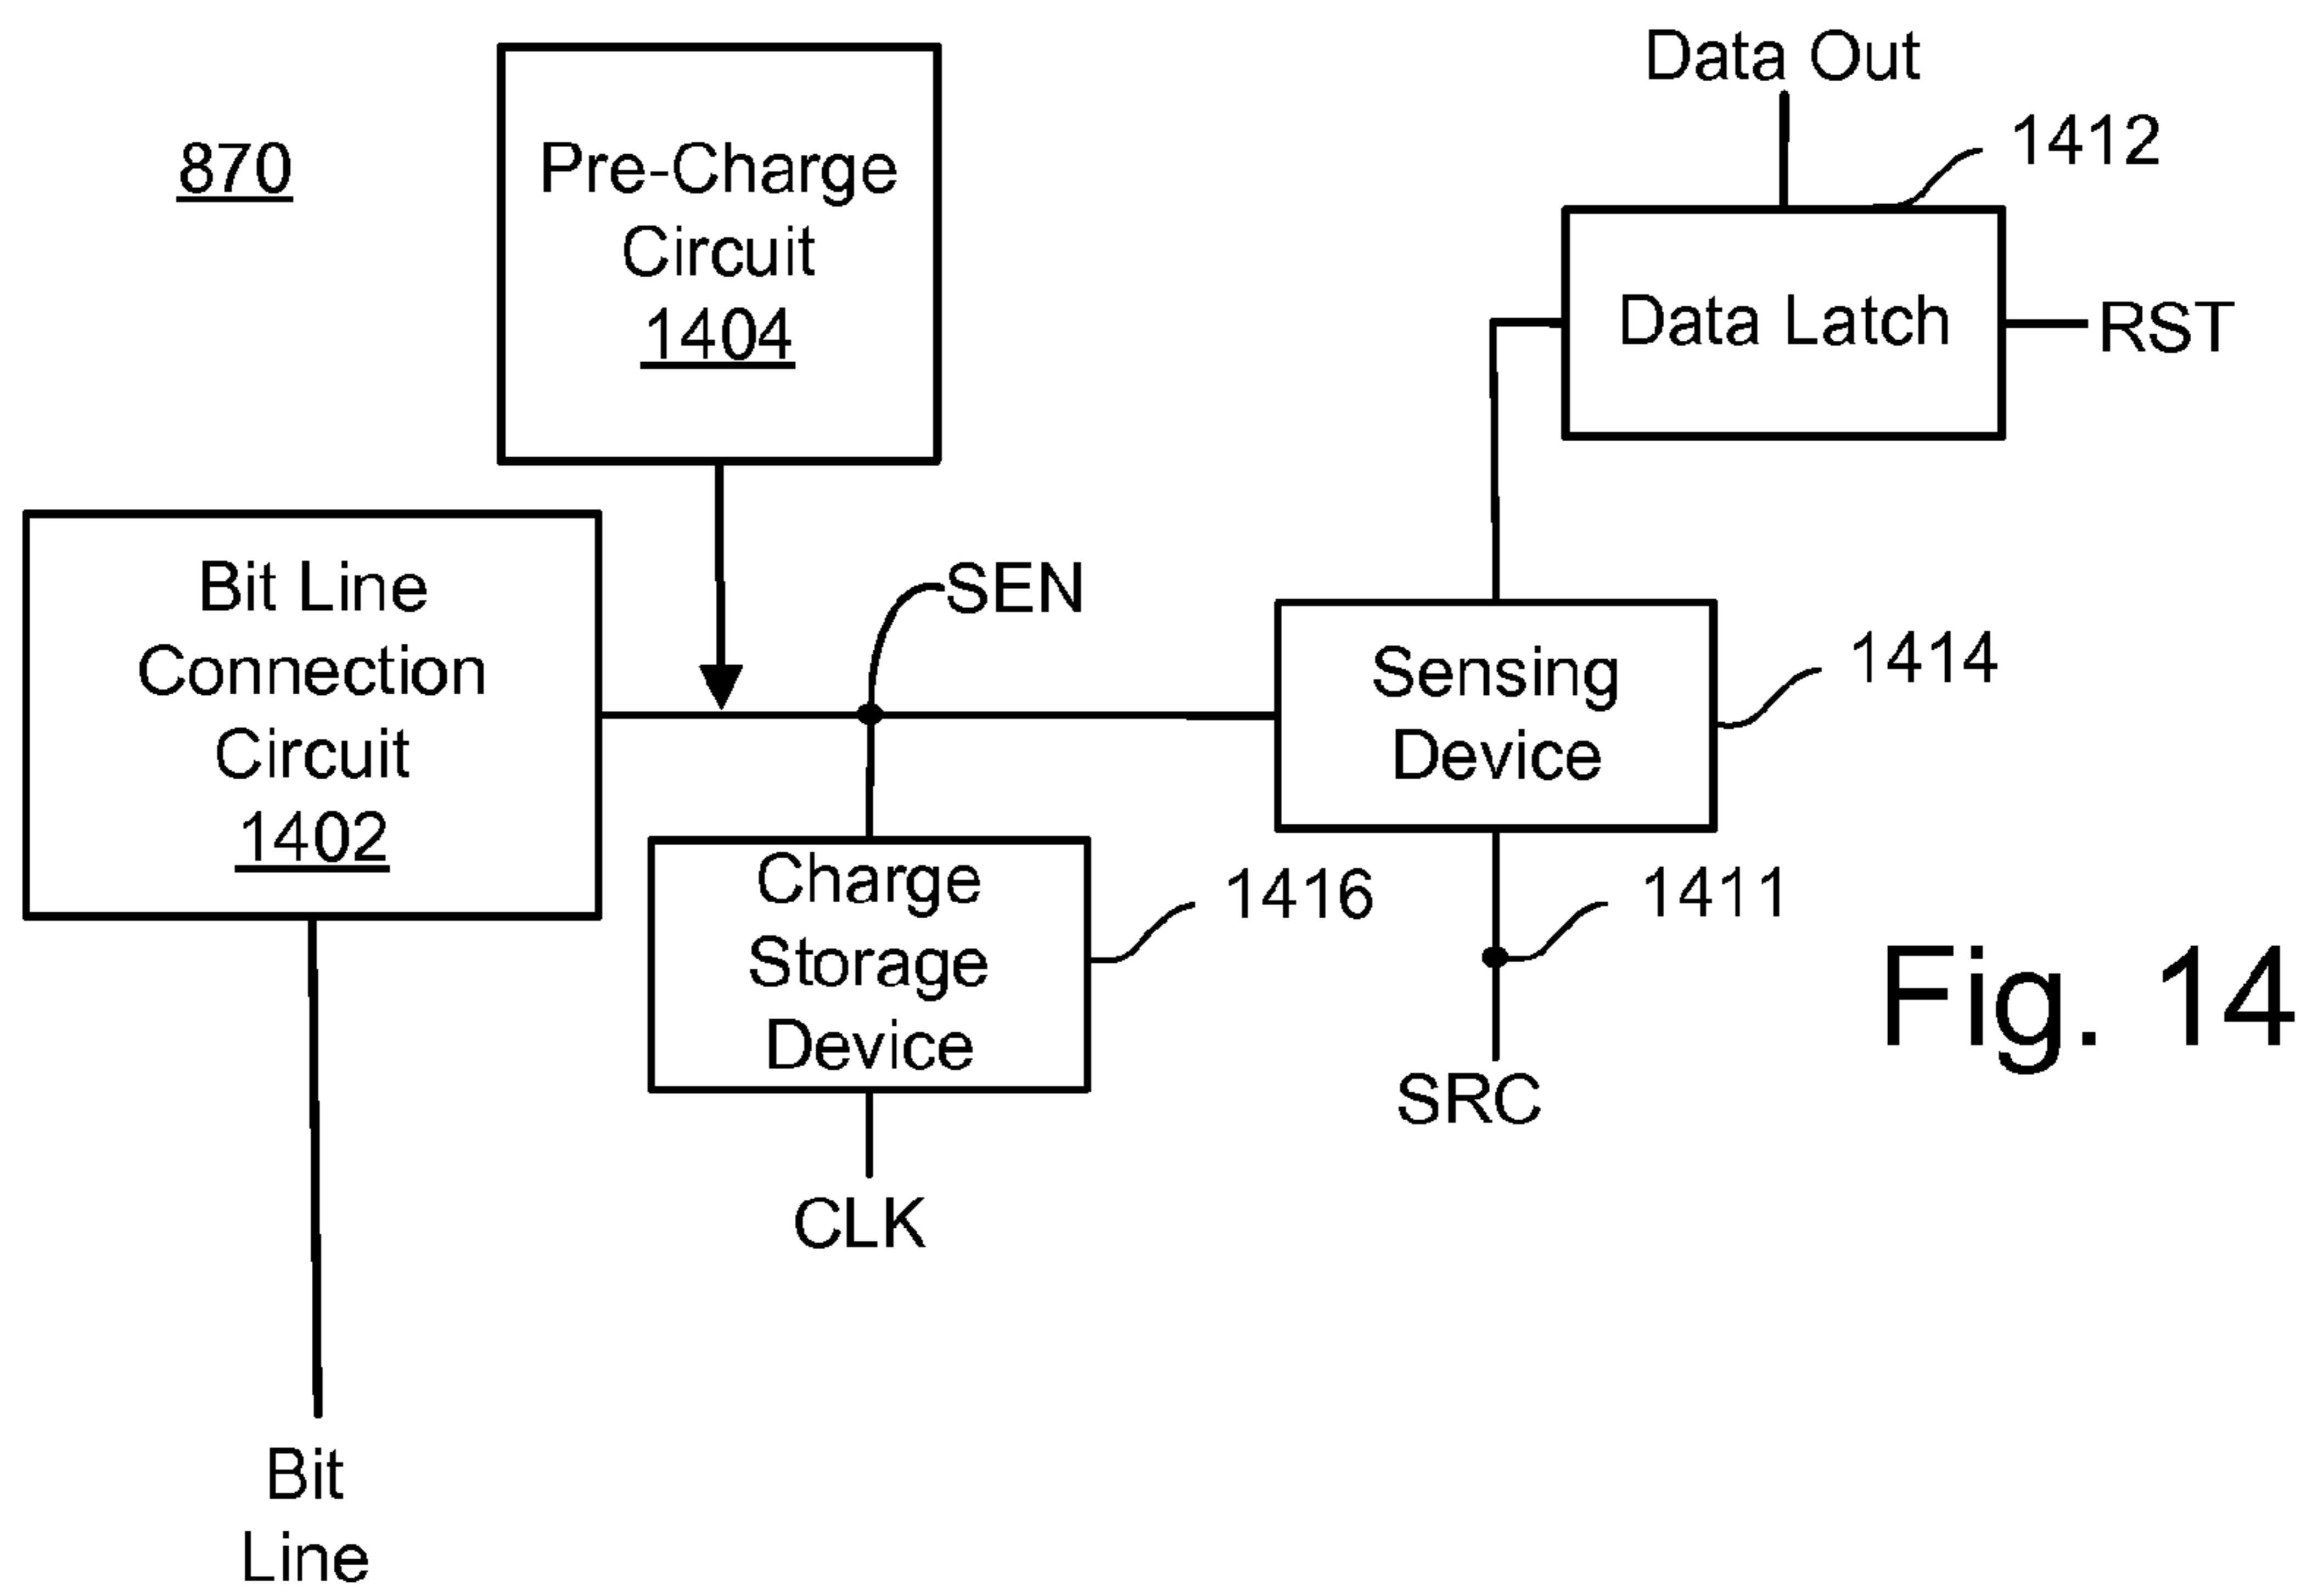 870
Pre-Charge
Circuit
1404
Data Out
1412
Data Latch
RST
Bit Line
Connection
Circuit
1402
SEN
Sensing
Device
1414
Charge
Storage
Device
1416
1411
SRC
CLK
Bit
Line
Fig. 14